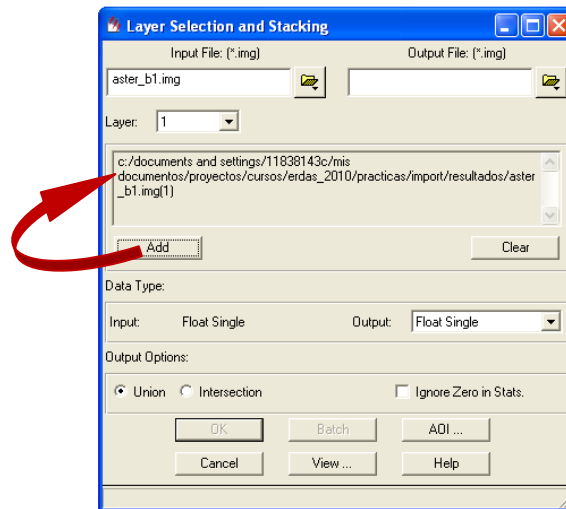 Layer Selection and Stacking
Input File: (*.img)
Output File: (*.img)
aster_b1.img
Layer: 1
c:/documents and settings/11838143c/mis
documentos/proyectos/cursos/erdas_2010/practicas/import/resultados/aster
_b1.img(1)
Add
Clear
Data Type:
Input: Float Single Output: Float Single
Output Options:
Union Intersection Ignore Zero in Stats.
OK Batch AOI ...
Cancel View ... Help